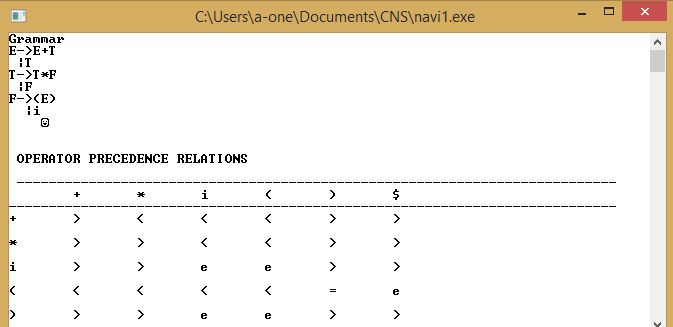 C:\Users\a-one\Documents\CNS\navi1.exe
Grammar
E->E+T
¦T
T->T*F
¦F
F->(E)
¦i
☺
OPERATOR PRECEDENCE RELATIONS
+ * i ( ) $
+ > < < < > >
* > > < < > >
i > > e e > >
( < < < < = e
) > > e e > >